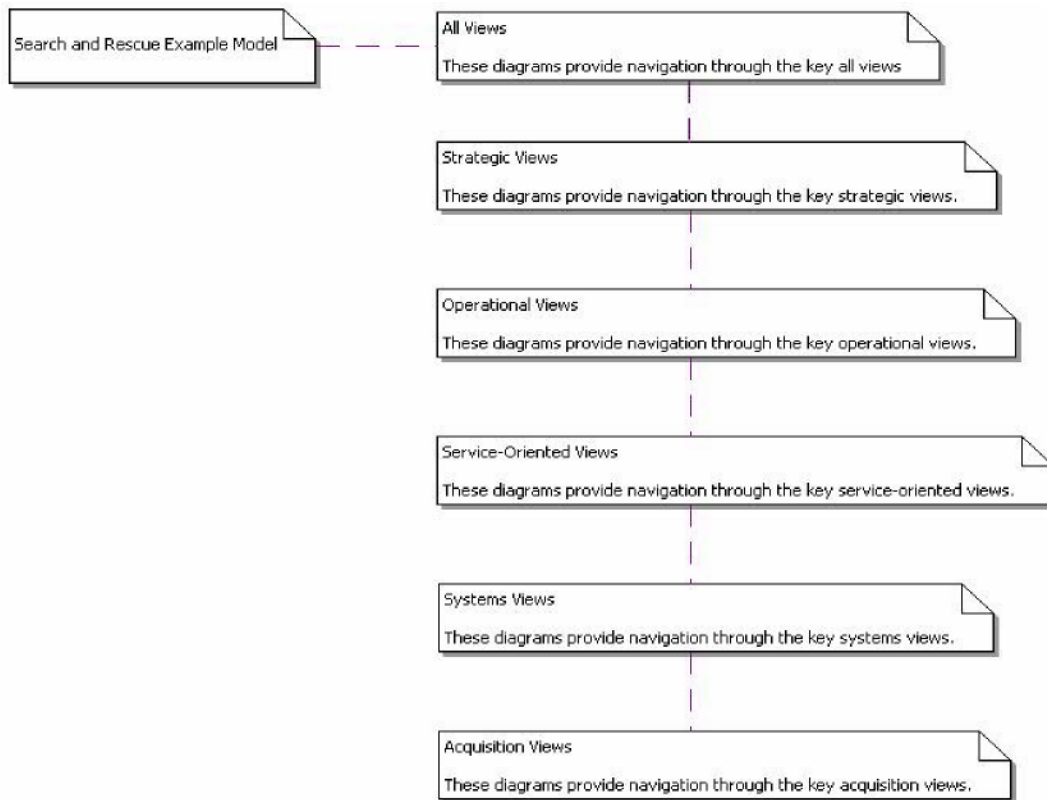 Search and Rescue Example Model
All Views
These diagrams provide navigation through the key all views
Strategic Views
These diagrams provide navigation through the key strategic views.
Operational Views
These diagrams provide navigation through the key operational views.
Service-Oriented Views
These diagrams provide navigation through the key service-oriented views.
Systems Views
These diagrams provide navigation through the key systems views.
Acquisition Views
These diagrams provide navigation through the key acquisition views.